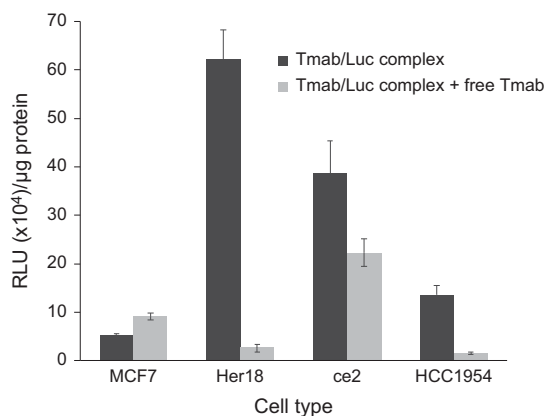 70
60
50
40
30
20
10
0
RLU (x10⁴)/µg protein
Tmab/Luc complex
Tmab/Luc complex + free Tmab
MCF7 Her18 ce2 HCC1954
Cell type